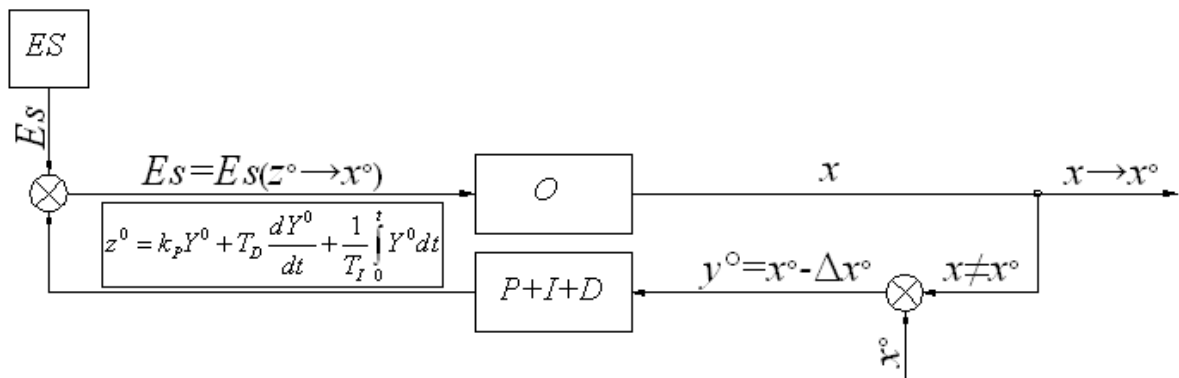 ES
Es
Es=Es(z°→x°)
O
x
x→x°
z⁰ = k_P Y⁰ + T_D dY⁰/dt + 1/T_I ∫₀ᵗ Y⁰ dt
P+I+D
y°=x°-Δx°
x≠x°
x°